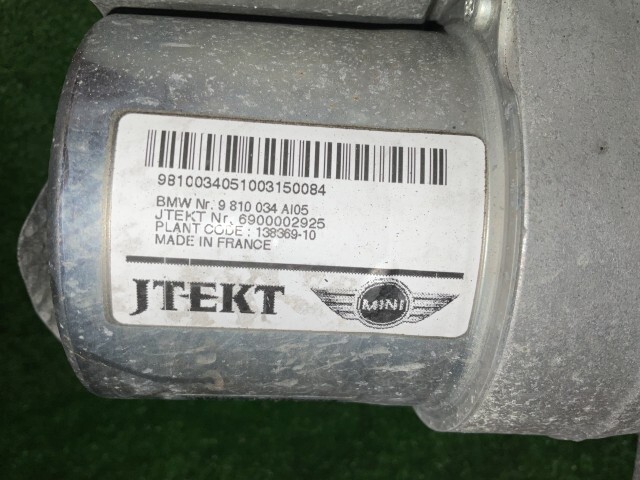 9810034051003150084
BMW Nr. 9 810 034 AI05
JTEKT Nr. 6900002925
PLANT CODE : 138369-10
MADE IN FRANCE
JTEKT
MINI